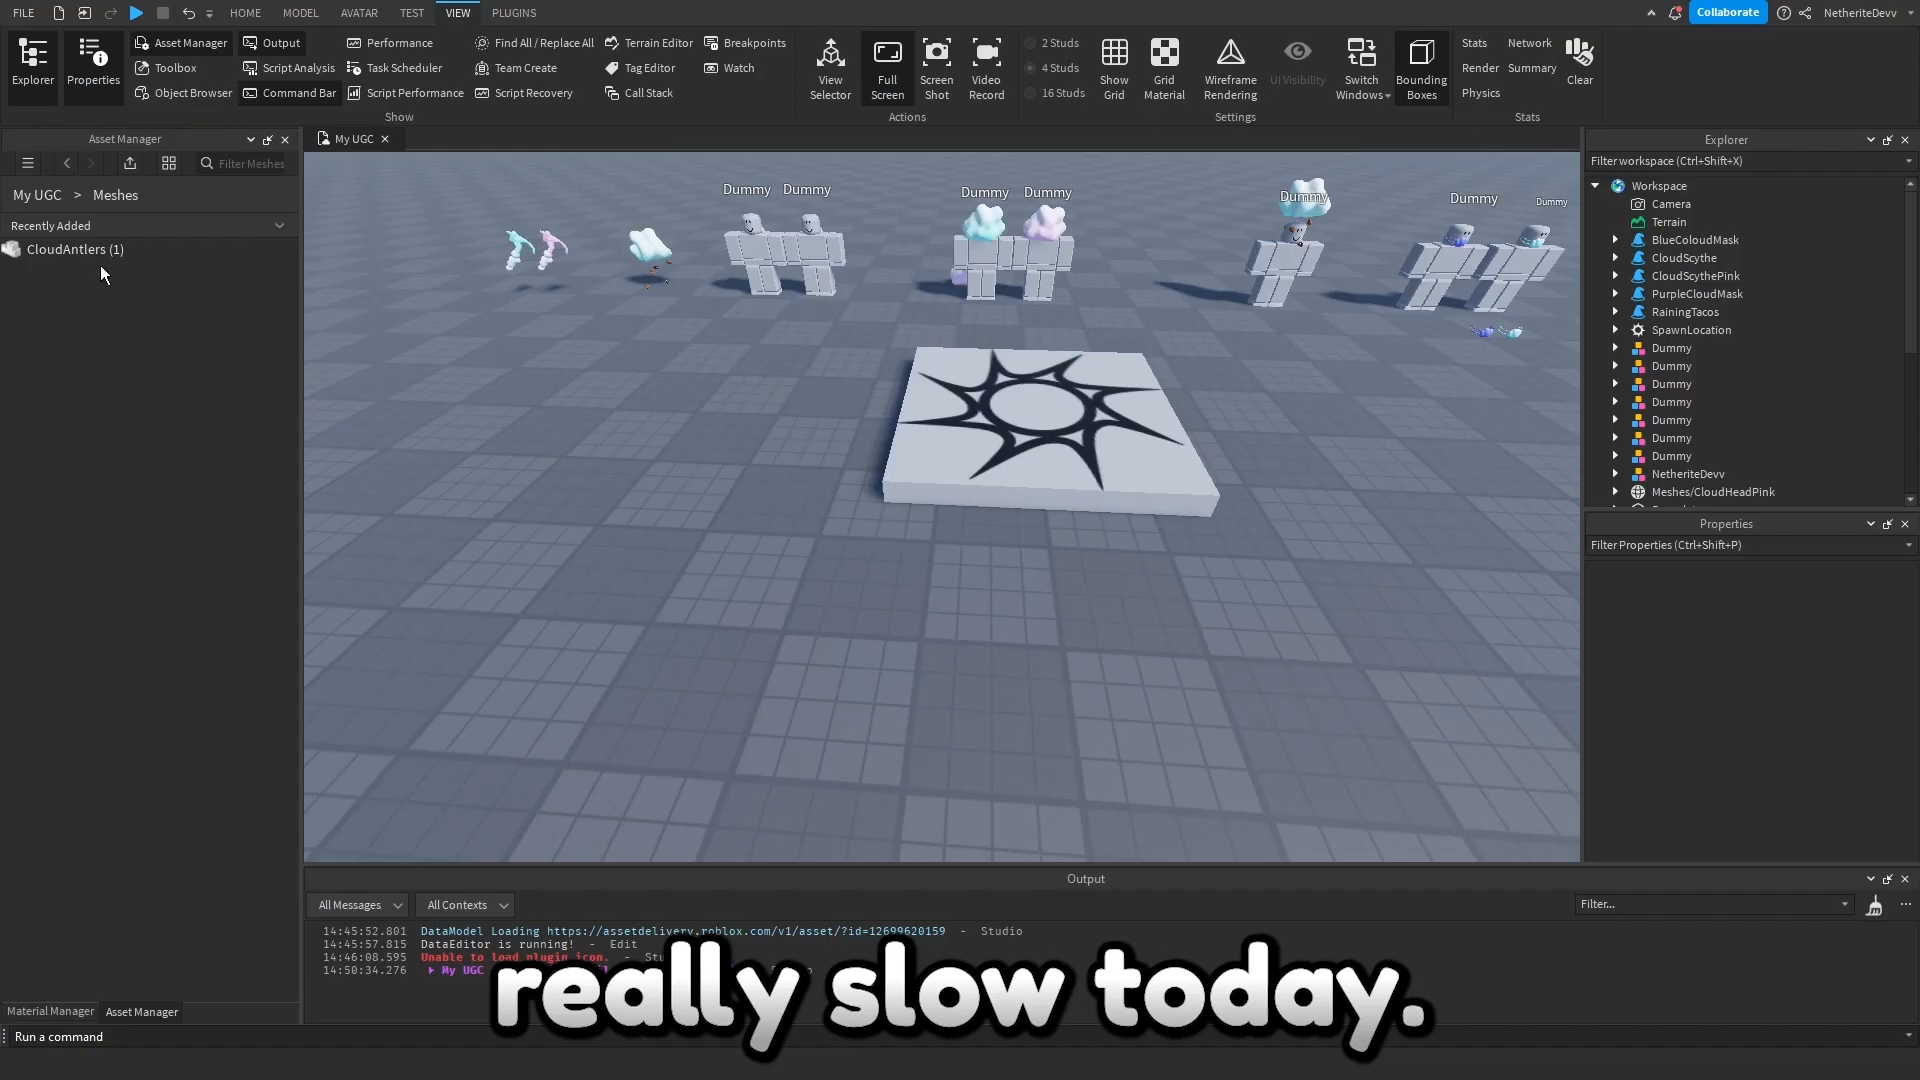 FILE
HOME
MODEL
AVATAR
TEST
VIEW
PLUGINS
Collaborate
NetheriteDevv
Explorer
Properties
Asset Manager
Toolbox
Object Browser
Output
Script Analysis
Command Bar
Performance
Task Scheduler
Script Performance
Find All / Replace All
Team Create
Script Recovery
Terrain Editor
Tag Editor
Call Stack
Breakpoints
Watch
Show
View
Selector
Full
Screen
Screen
Shot
Video
Record
Actions
2 Studs
4 Studs
16 Studs
Show
Grid
Grid
Material
Wireframe
Rendering
UI Visibility
Switch
Windows
Bounding
Boxes
Settings
Stats
Network
Render
Summary
Physics
Clear
Stats
Asset Manager
Filter Meshes
My UGC > Meshes
Recently Added
CloudAntlers (1)
Material Manager
Asset Manager
My UGC
Dummy
Dummy
Dummy
Dummy
Dummy
Dummy
Dummy
Explorer
Filter workspace (Ctrl+Shift+X)
Workspace
Camera
Terrain
BlueColoudMask
CloudScythe
CloudScythePink
PurpleCloudMask
RainingTacos
SpawnLocation
Dummy
Dummy
Dummy
Dummy
Dummy
Dummy
Dummy
NetheriteDevv
Meshes/CloudHeadPink
Properties
Filter Properties (Ctrl+Shift+P)
Output
All Messages
All Contexts
Filter...
14:45:52.801 DataModel Loading https://assetdelivery.roblox.com/v1/asset/?id=12699620159 - Studio
14:45:57.815 DataEditor is running! - Edit
14:46:08.595 Unable to load plugin icon. -
14:50:34.276 My UGC
really slow today.
Run a command